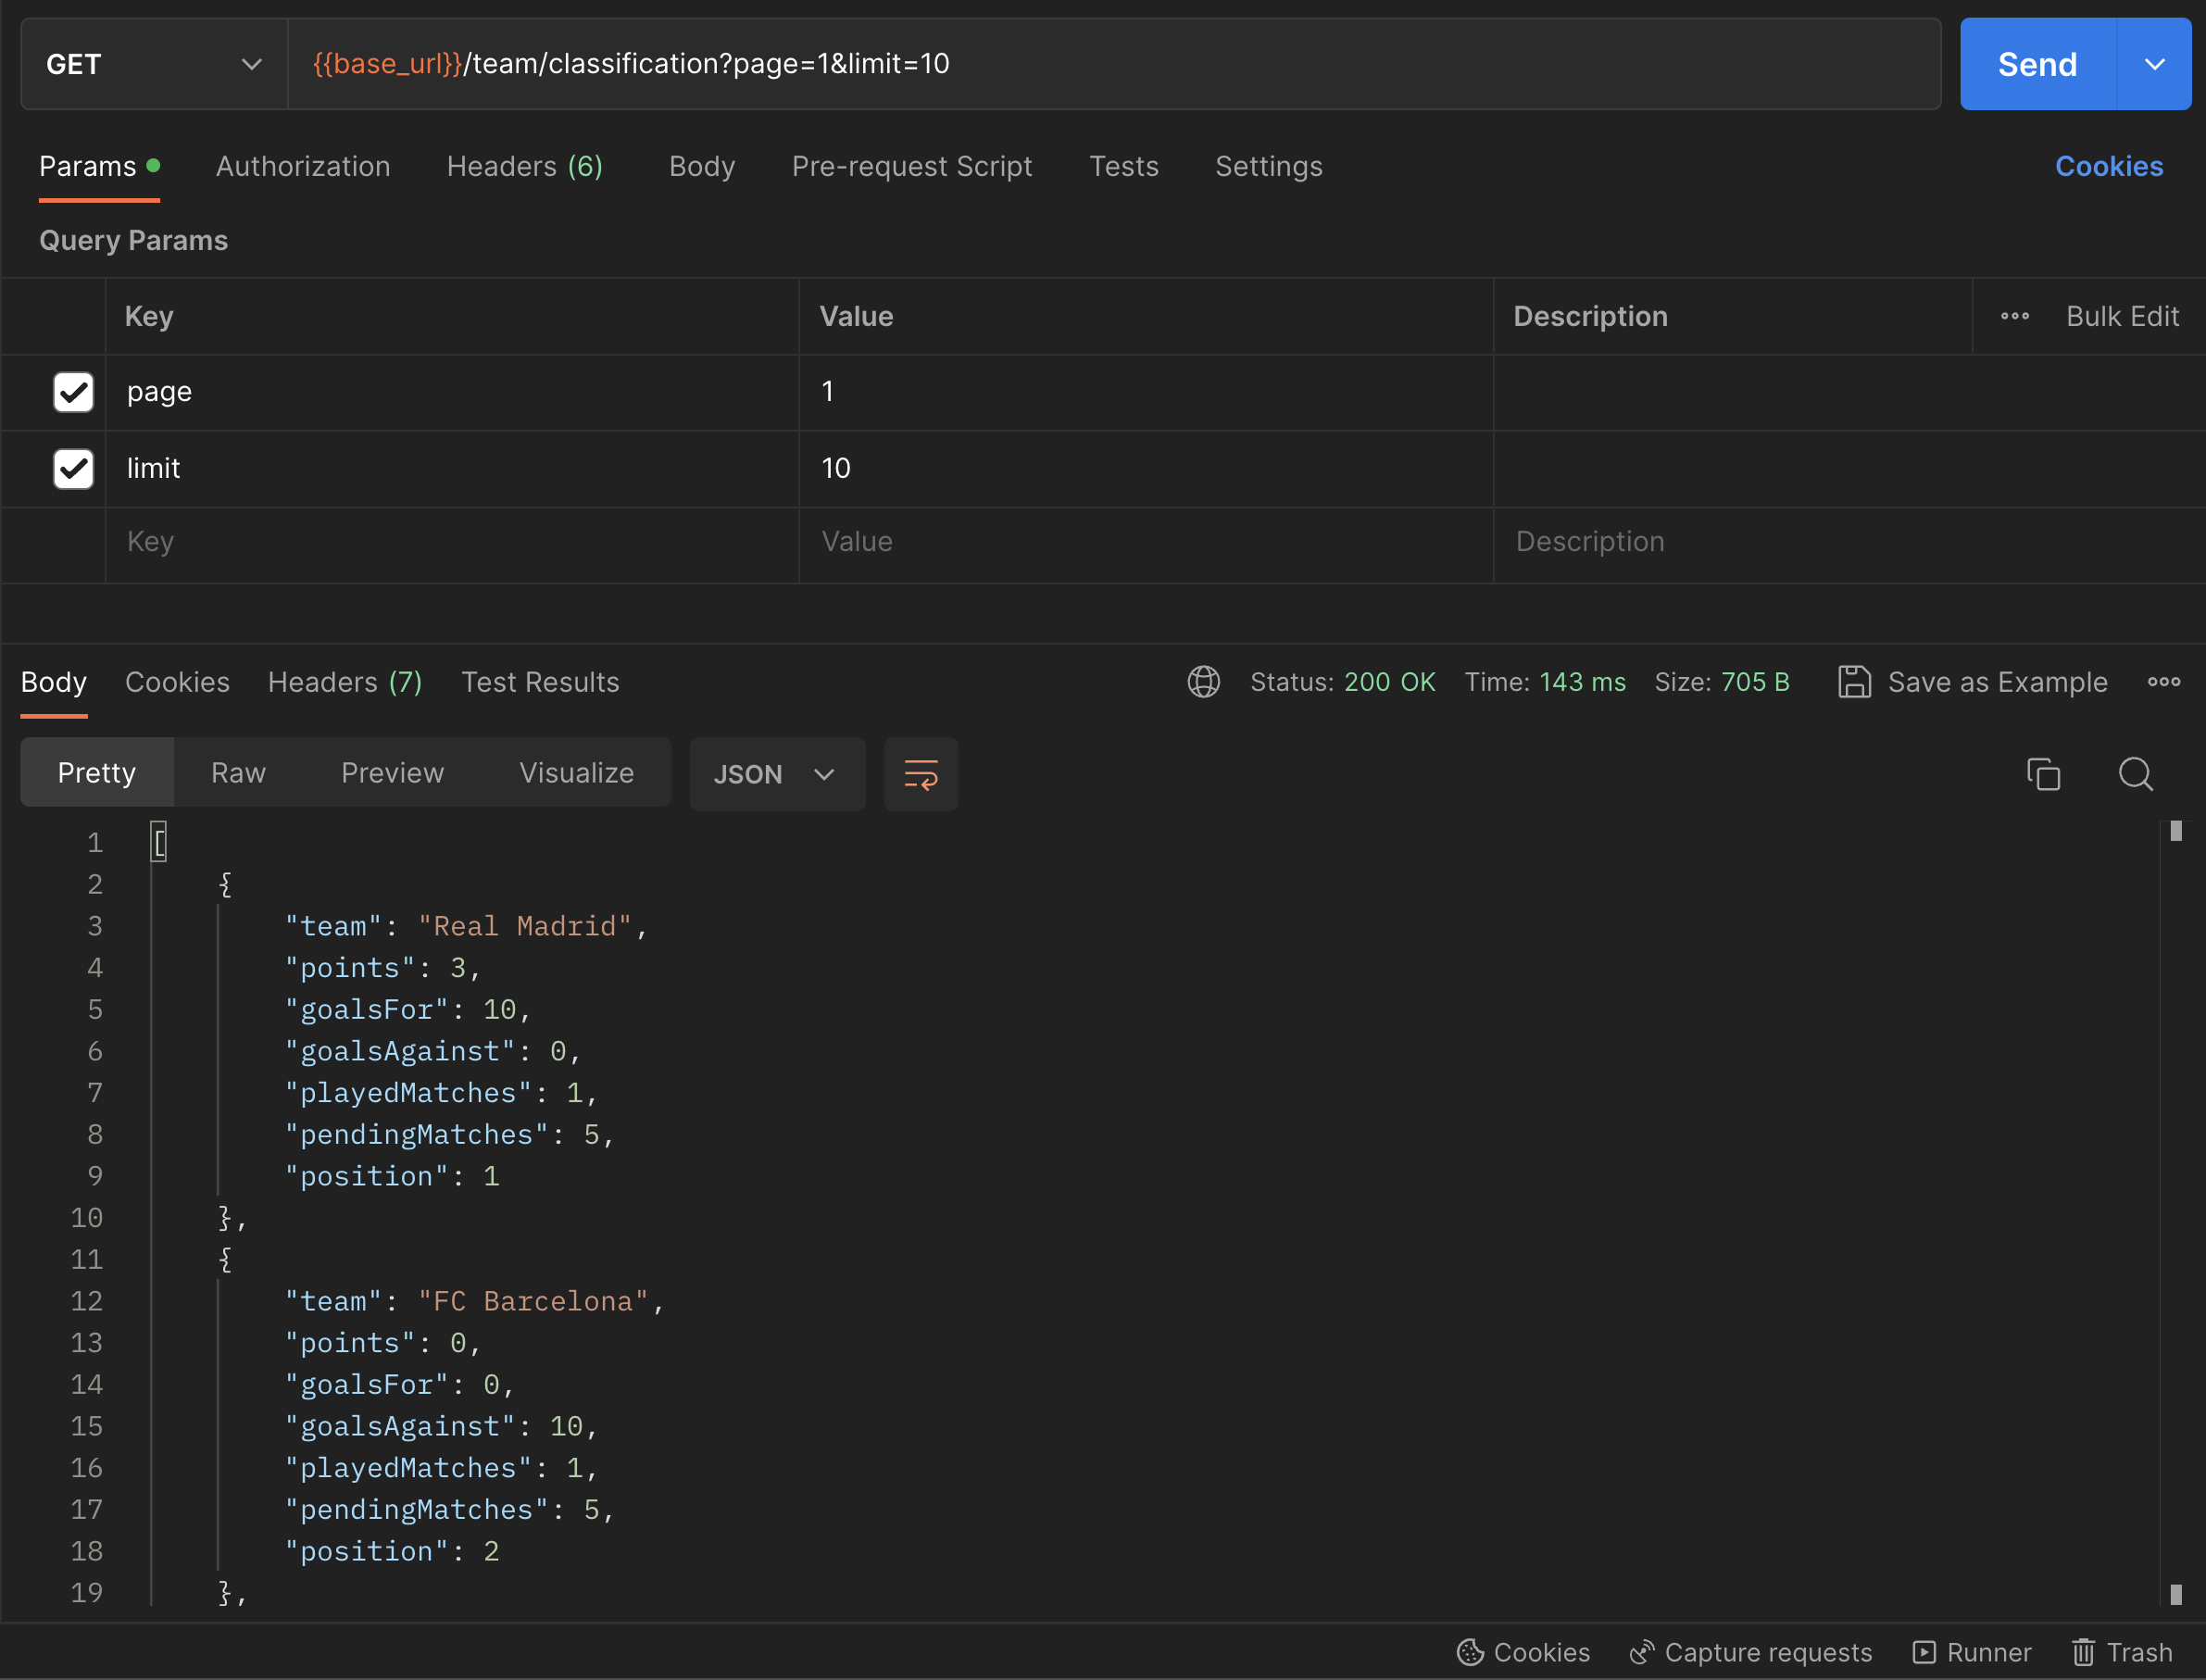 GET {{base_url}}/team/classification?page=1&limit=10 Send
Params Authorization Headers (6) Body Pre-request Script Tests Settings Cookies
Query Params
Key Value Description Bulk Edit
page 1
limit 10
Key Value Description
Body Cookies Headers (7) Test Results Status: 200 OK Time: 143 ms Size: 705 B Save as Example
Pretty Raw Preview Visualize JSON
1 [
2 {
3 "team": "Real Madrid",
4 "points": 3,
5 "goalsFor": 10,
6 "goalsAgainst": 0,
7 "playedMatches": 1,
8 "pendingMatches": 5,
9 "position": 1
10 },
11 {
12 "team": "FC Barcelona",
13 "points": 0,
14 "goalsFor": 0,
15 "goalsAgainst": 10,
16 "playedMatches": 1,
17 "pendingMatches": 5,
18 "position": 2
19 },
Cookies Capture requests Runner Trash